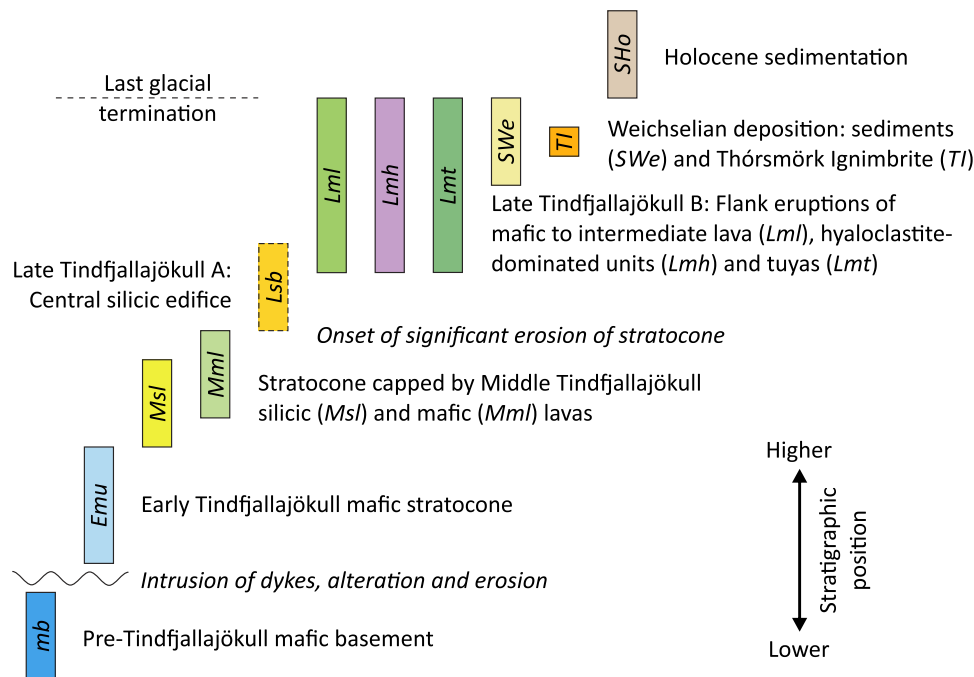 SHo
Holocene sedimentation
Last glacial
termination
Lml
Lmh
Lmt
SWe
TI
Weichselian deposition: sediments
(SWe) and Thórsmörk Ignimbrite (TI)
Late Tindfjallajökull B: Flank eruptions of
mafic to intermediate lava (Lml), hyaloclastite-
dominated units (Lmh) and tuyas (Lmt)
Late Tindfjallajökull A:
Central silicic edifice
Lsb
Onset of significant erosion of stratocone
Mml
Msl
Stratocone capped by Middle Tindfjallajökull
silicic (Msl) and mafic (Mml) lavas
Emu
Early Tindfjallajökull mafic stratocone
Intrusion of dykes, alteration and erosion
mb
Pre-Tindfjallajökull mafic basement
Higher
Stratigraphic
position
Lower